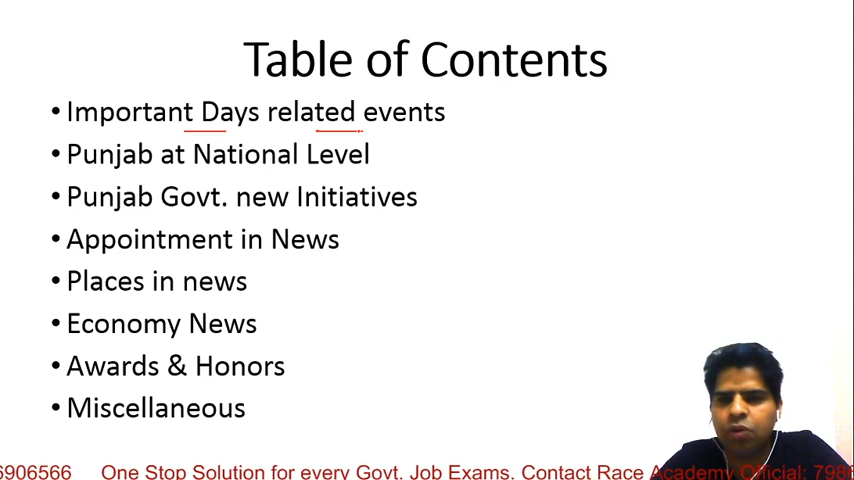 Table of Contents
• Important Days related events
• Punjab at National Level
• Punjab Govt. new Initiatives
• Appointment in News
• Places in news
• Economy News
• Awards & Honors
• Miscellaneous
6906566 One Stop Solution for every Govt. Job Exams. Contact Race Academy Official: 7986